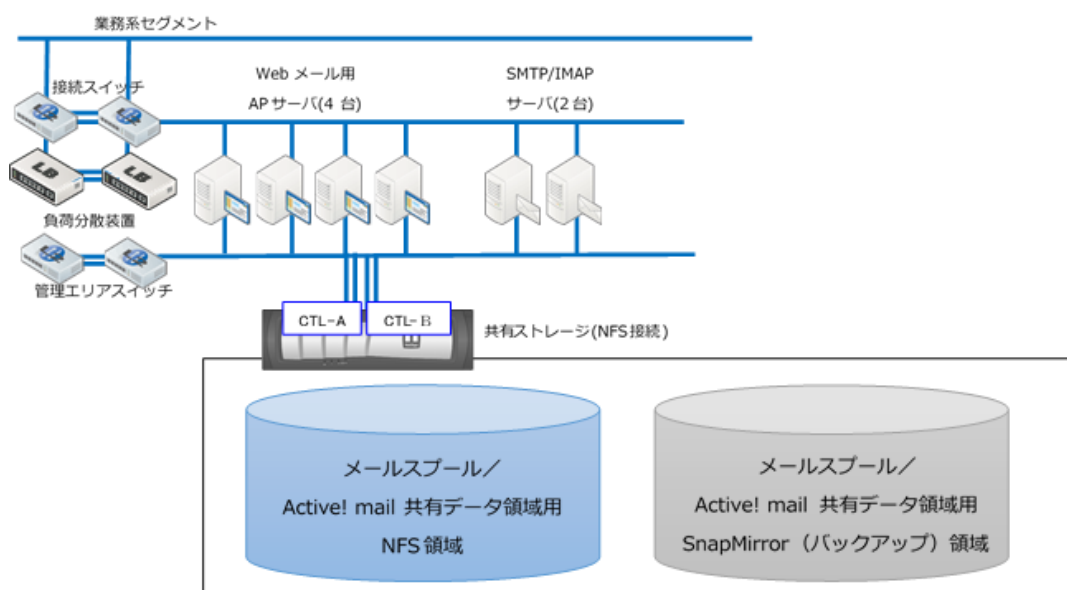 業務系セグメント
接続スイッチ
Web メール用
AP サーバ(4 台)
SMTP/IMAP
サーバ(2 台)
LB
LB
負荷分散装置
管理エリアスイッチ
CTL-A
CTL-B
共有ストレージ(NFS接続)
メールスプール／
Active! mail 共有データ領域用
NFS 領域
メールスプール／
Active! mail 共有データ領域用
SnapMirror（バックアップ）領域